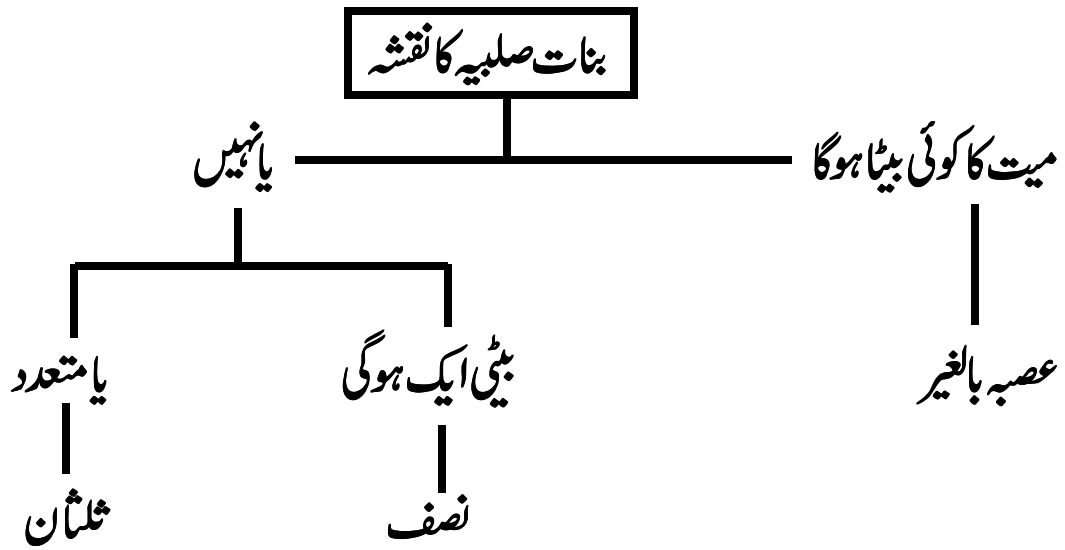 بنات صلبیہ کا نقشہ
میت کا کوئی بیٹا ہوگا
یا نہیں
عصبہ بالغیر
بیٹی ایک ہوگی
یا متعدد
نصف
ثلثان